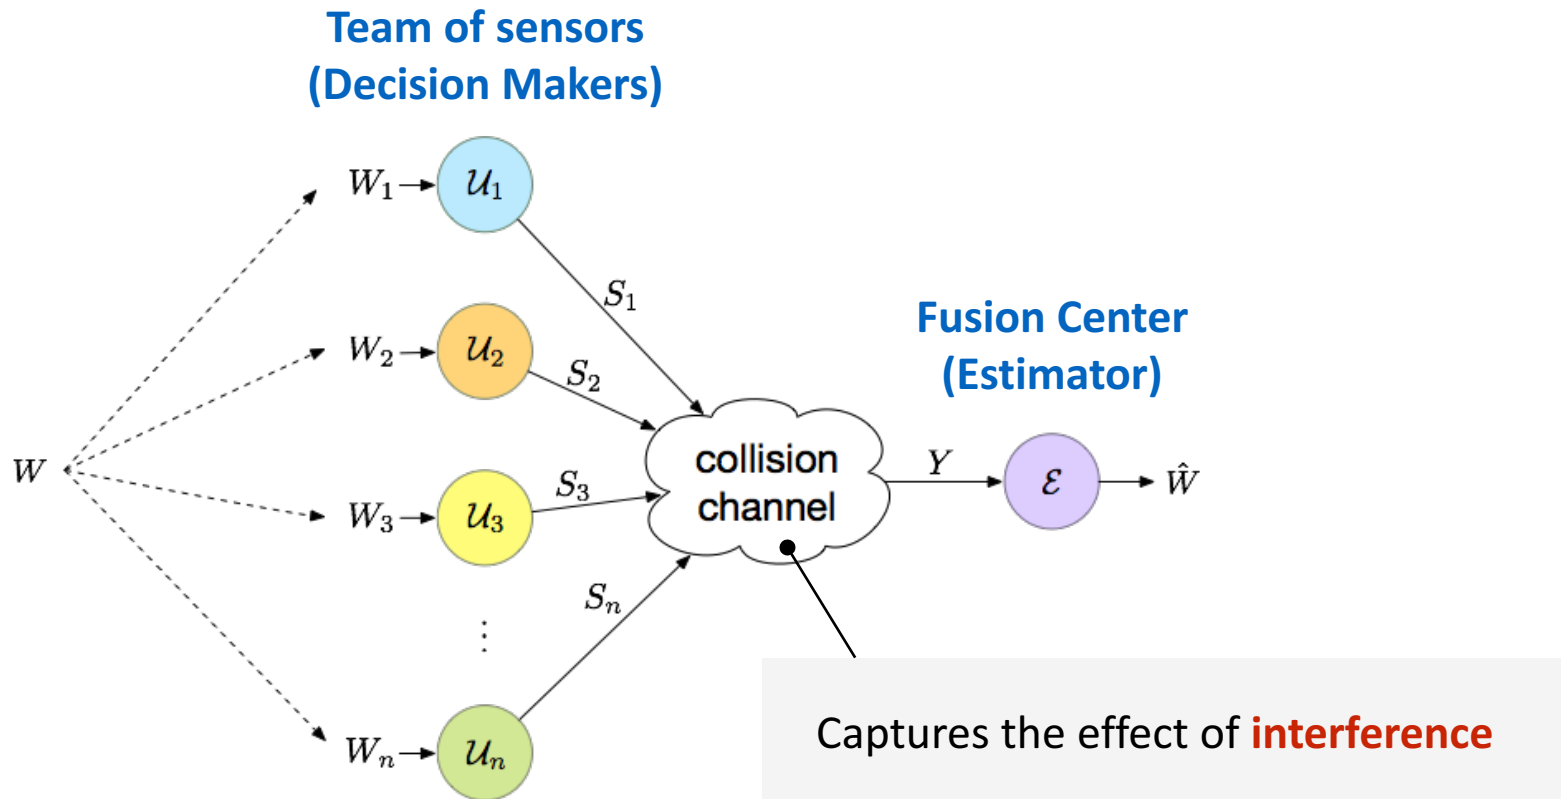 Team of sensors
(Decision Makers)
W₁
𝒰₁
S₁
W₂
𝒰₂
S₂
Fusion Center
(Estimator)
W
W₃
𝒰₃
S₃
collision
channel
Y
ℰ
Ŵ
Sₙ
⋮
Wₙ
𝒰ₙ
Captures the effect of interference